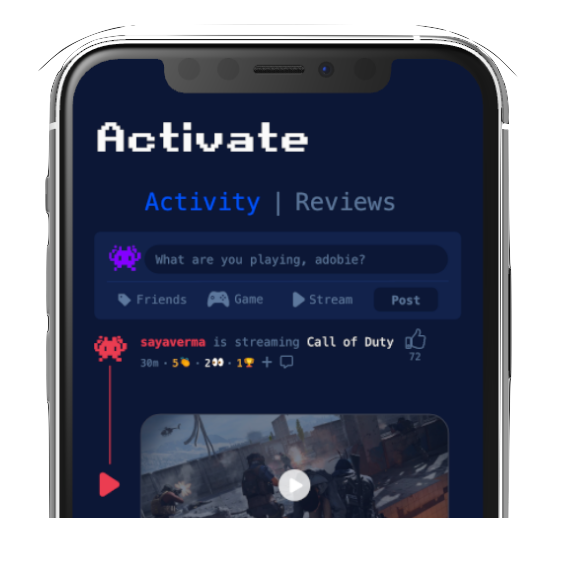 Activate
Activity | Reviews
What are you playing, adobie?
Friends Game Stream Post
sayaverma is streaming Call of Duty
30m · 5👏 · 2👀 · 1🏆 +
72